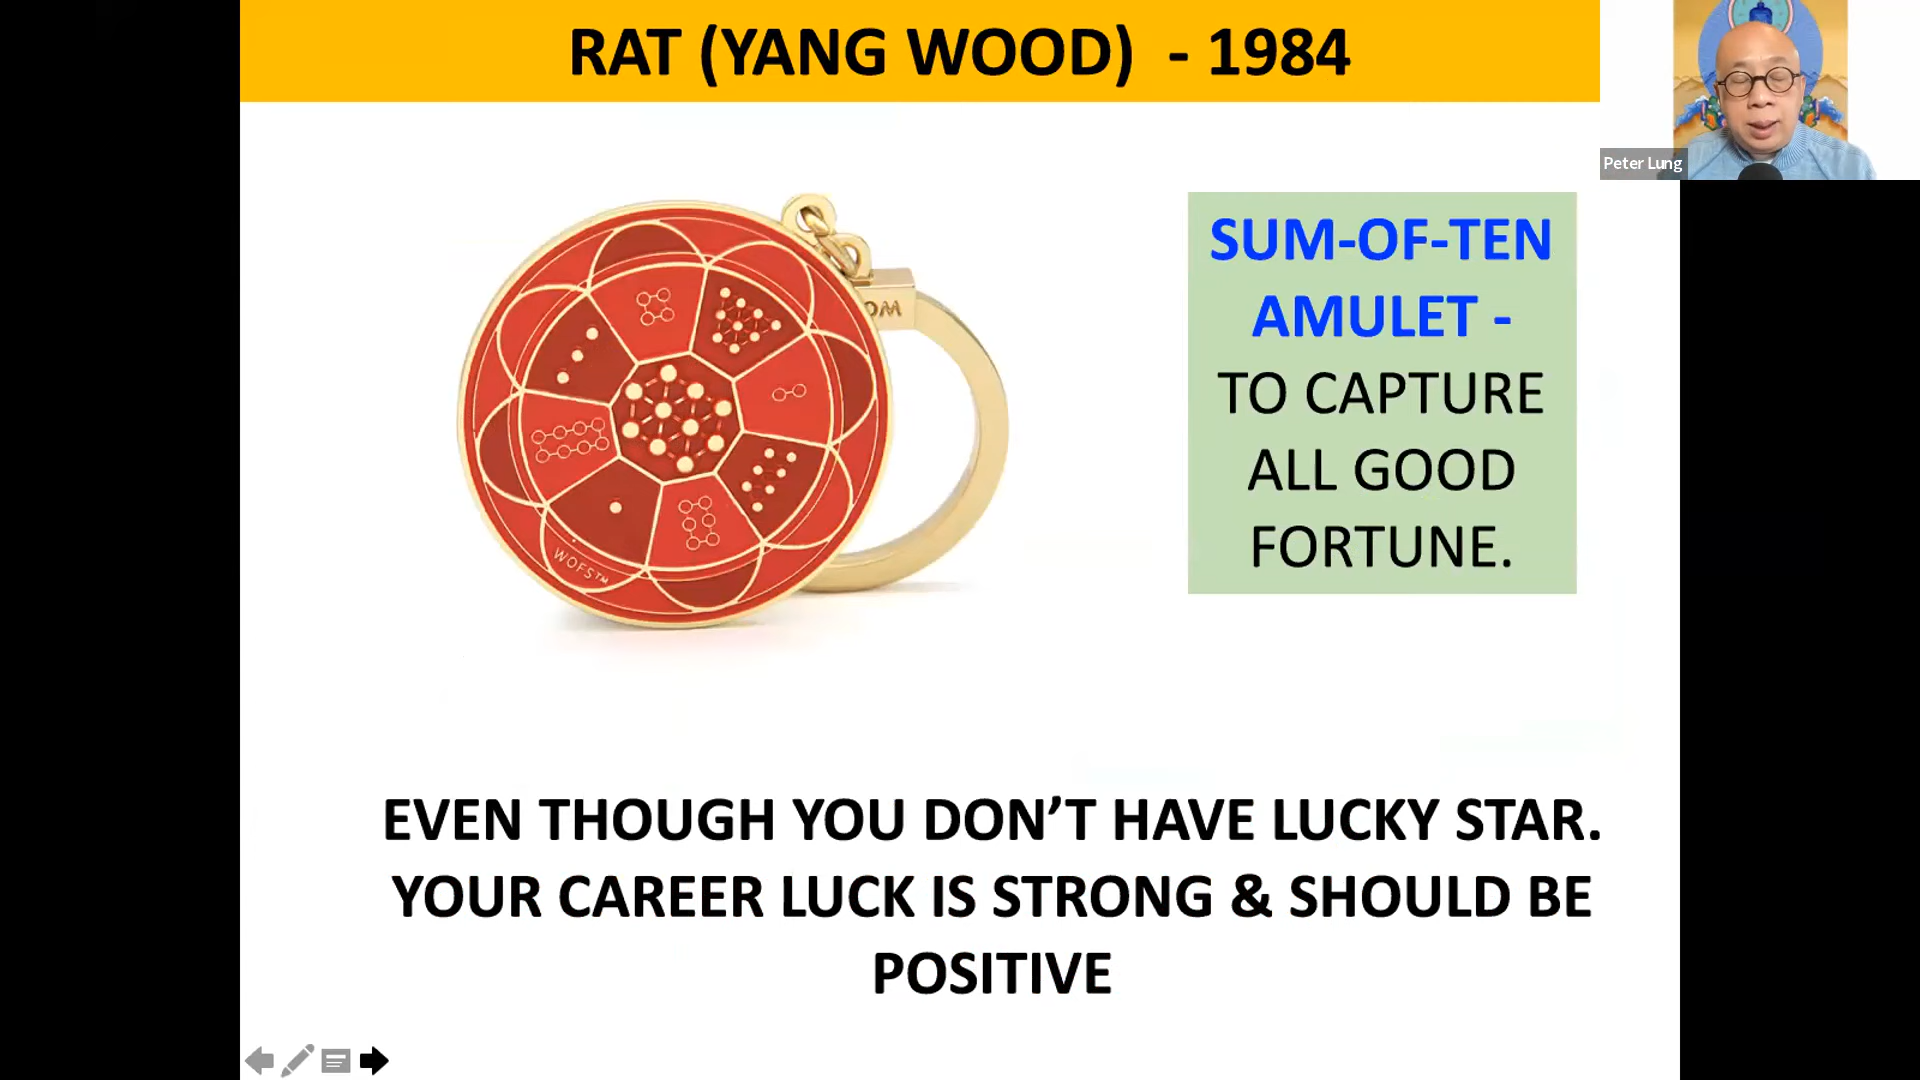 RAT (YANG WOOD) - 1984
Peter Lung
SUM-OF-TEN
AMULET -
TO CAPTURE
ALL GOOD
FORTUNE.
WOFS™
EVEN THOUGH YOU DON'T HAVE LUCKY STAR.
YOUR CAREER LUCK IS STRONG & SHOULD BE
POSITIVE